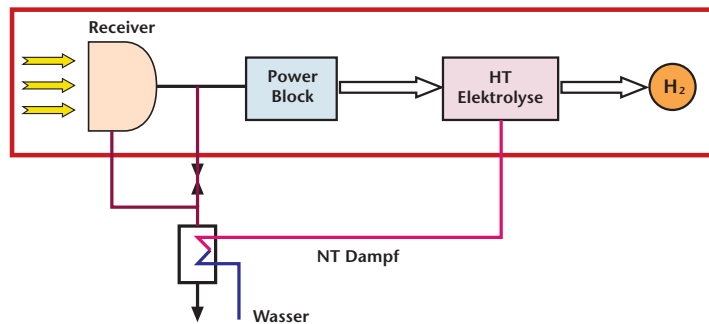 Receiver
Power
Block
HT
Elektrolyse
H₂
NT Dampf
Wasser